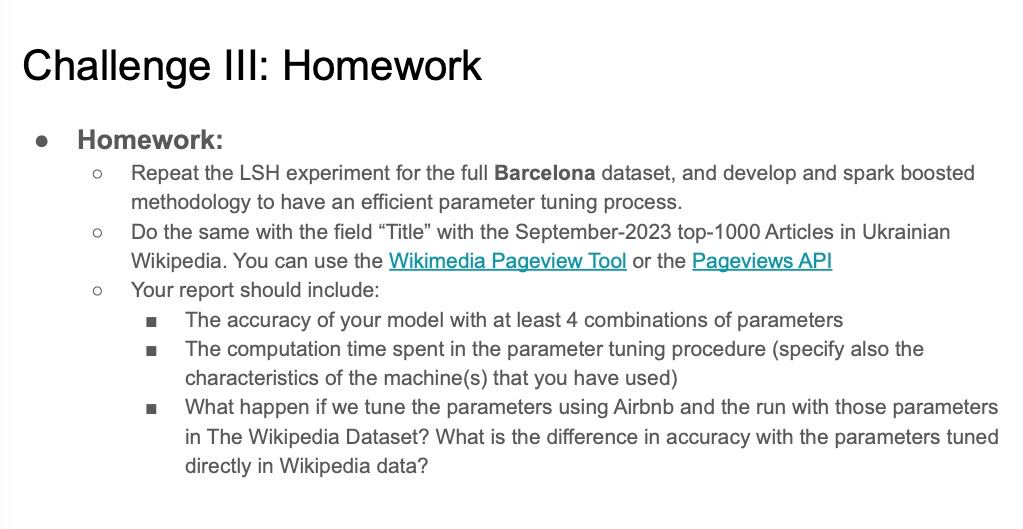 Challenge III: Homework
● Homework:
○ Repeat the LSH experiment for the full Barcelona dataset, and develop and spark boosted
methodology to have an efficient parameter tuning process.
○ Do the same with the field “Title” with the September-2023 top-1000 Articles in Ukrainian
Wikipedia. You can use the Wikimedia Pageview Tool or the Pageviews API
○ Your report should include:
■ The accuracy of your model with at least 4 combinations of parameters
■ The computation time spent in the parameter tuning procedure (specify also the
characteristics of the machine(s) that you have used)
■ What happen if we tune the parameters using Airbnb and the run with those parameters
in The Wikipedia Dataset? What is the difference in accuracy with the parameters tuned
directly in Wikipedia data?